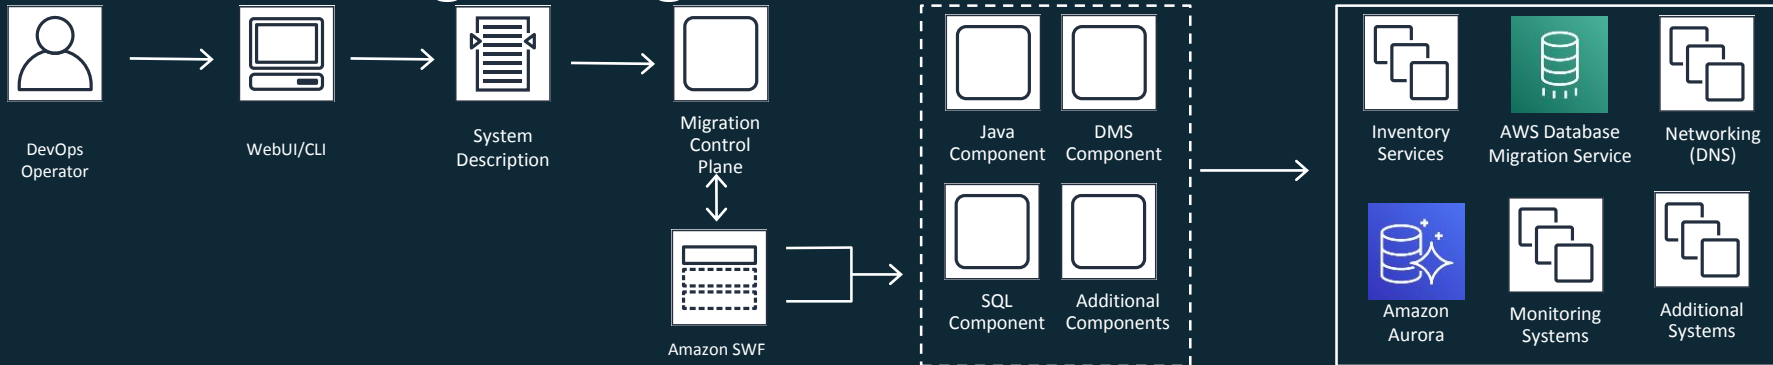 DevOps
Operator
WebUI/CLI
System
Description
Migration
Control
Plane
Amazon SWF
Java
Component
DMS
Component
SQL
Component
Additional
Components
Inventory
Services
AWS Database
Migration Service
Networking
(DNS)
Amazon
Aurora
Monitoring
Systems
Additional
Systems